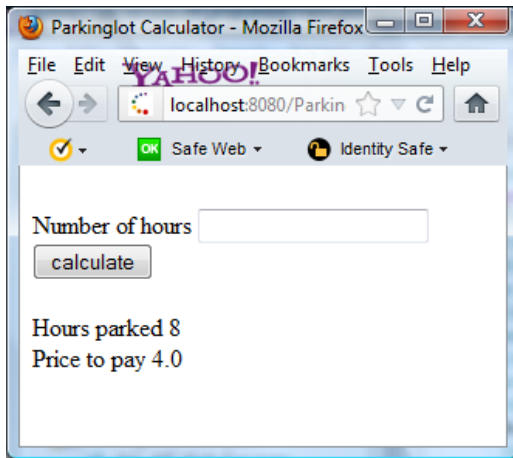 Parkinglot Calculator - Mozilla Firefox
File Edit View History Bookmarks Tools Help
YAHOO!
localhost:8080/Parkin
OK Safe Web Identity Safe
Number of hours
calculate
Hours parked 8
Price to pay 4.0